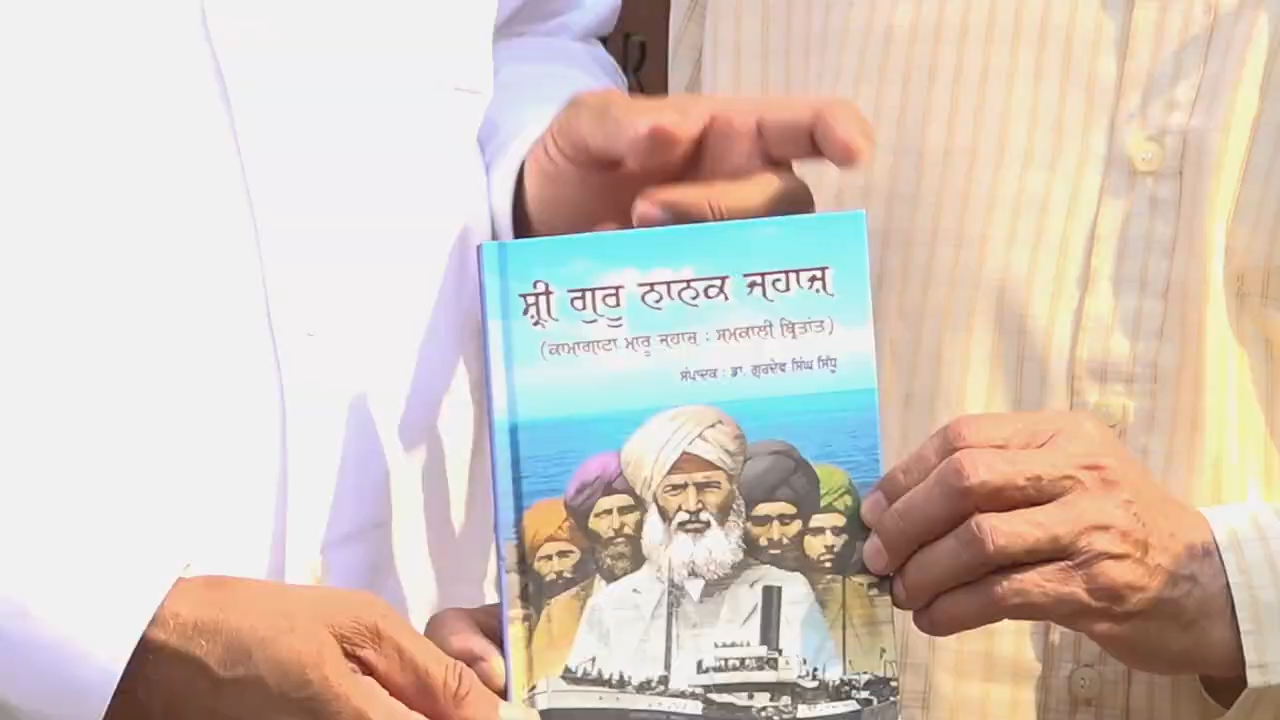 ਸ਼੍ਰੀ ਗੁਰੂ ਨਾਨਕ ਜਹਾਜ਼
(ਕਾਮਾਗਾਟਾ ਮਾਰੂ ਜਹਾਜ਼ : ਸਮਕਾਲੀ ਬ੍ਰਿਤਾਂਤ)
ਸੰਪਾਦਕ : ਡਾ. ਗੁਰਦੇਵ ਸਿੰਘ ਸਿੱਧੂ